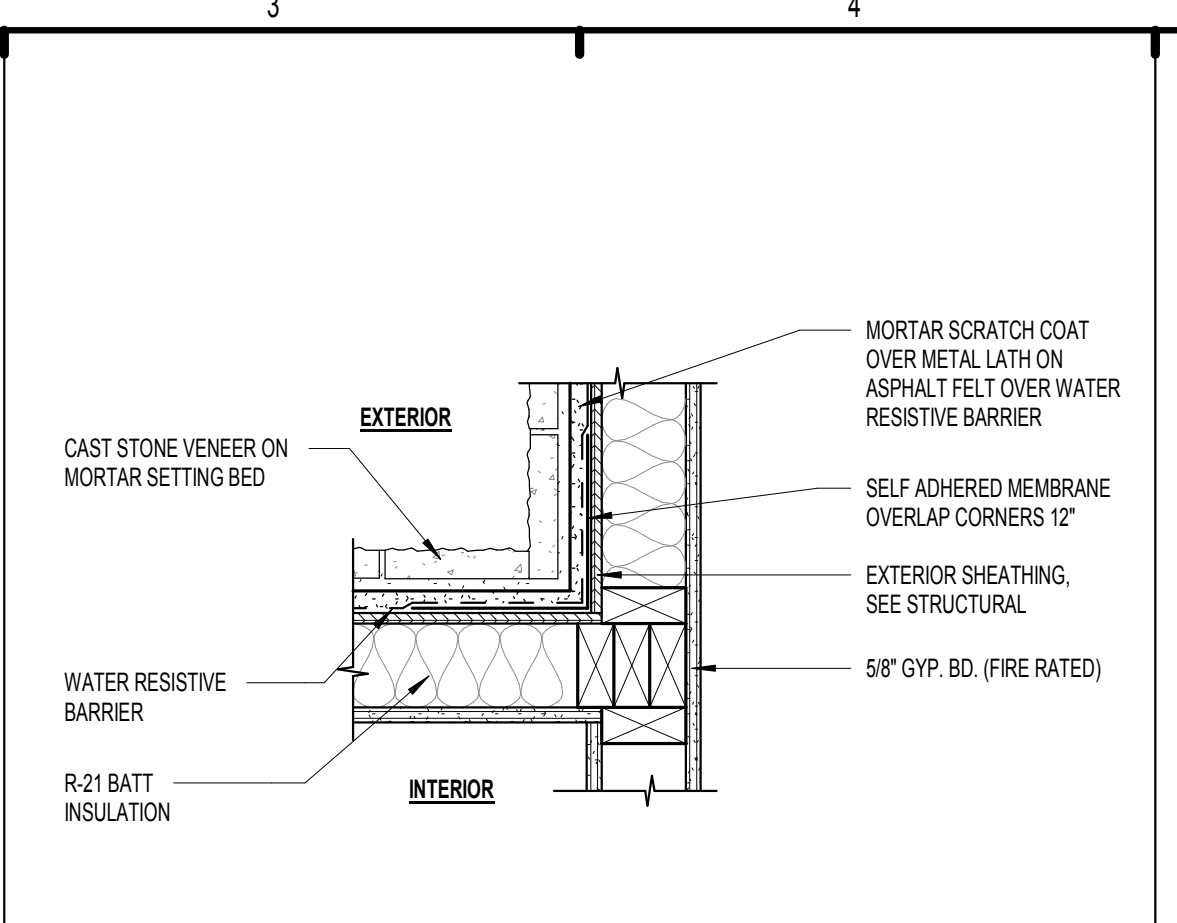 3
4
MORTAR SCRATCH COAT
OVER METAL LATH ON
ASPHALT FELT OVER WATER
RESISTIVE BARRIER
EXTERIOR
CAST STONE VENEER ON
MORTAR SETTING BED
SELF ADHERED MEMBRANE
OVERLAP CORNERS 12"
EXTERIOR SHEATHING,
SEE STRUCTURAL
5/8" GYP. BD. (FIRE RATED)
WATER RESISTIVE
BARRIER
R-21 BATT
INSULATION
INTERIOR